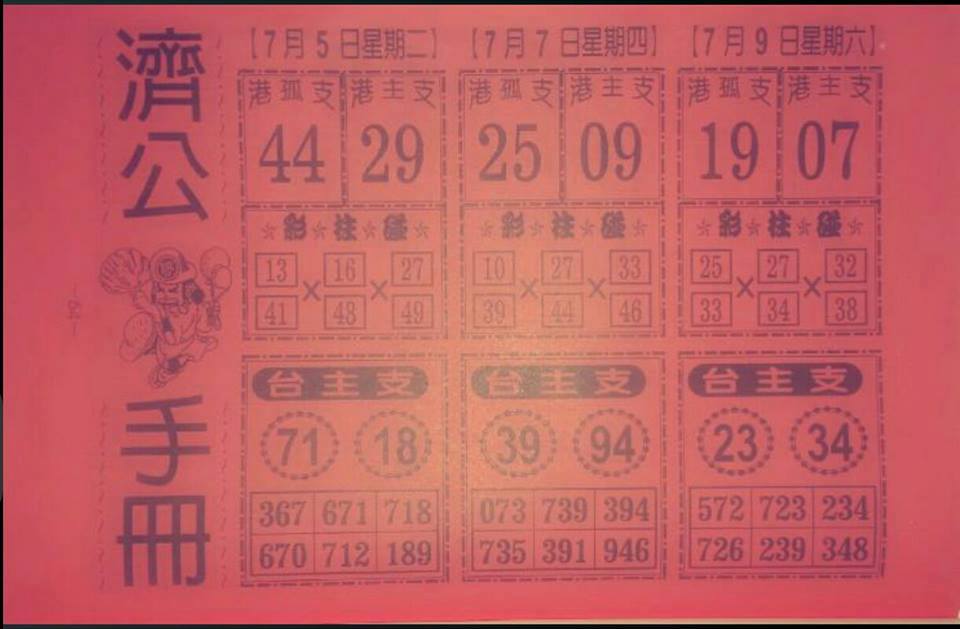 濟公手冊
【7月5日星期二】
港孤支 港主支
44 29
☆彩☆柱☆碰☆
13 × 16 × 27
41 48 49
台主支
71 18
367 671 718
670 712 189
【7月7日星期四】
港孤支 港主支
25 09
☆彩☆柱☆碰☆
10 × 27 × 33
39 44 46
台主支
39 94
073 739 394
735 391 946
【7月9日星期六】
港孤支 港主支
19 07
☆彩☆柱☆碰☆
25 × 27 × 32
33 34 38
台主支
23 34
572 723 234
726 239 348